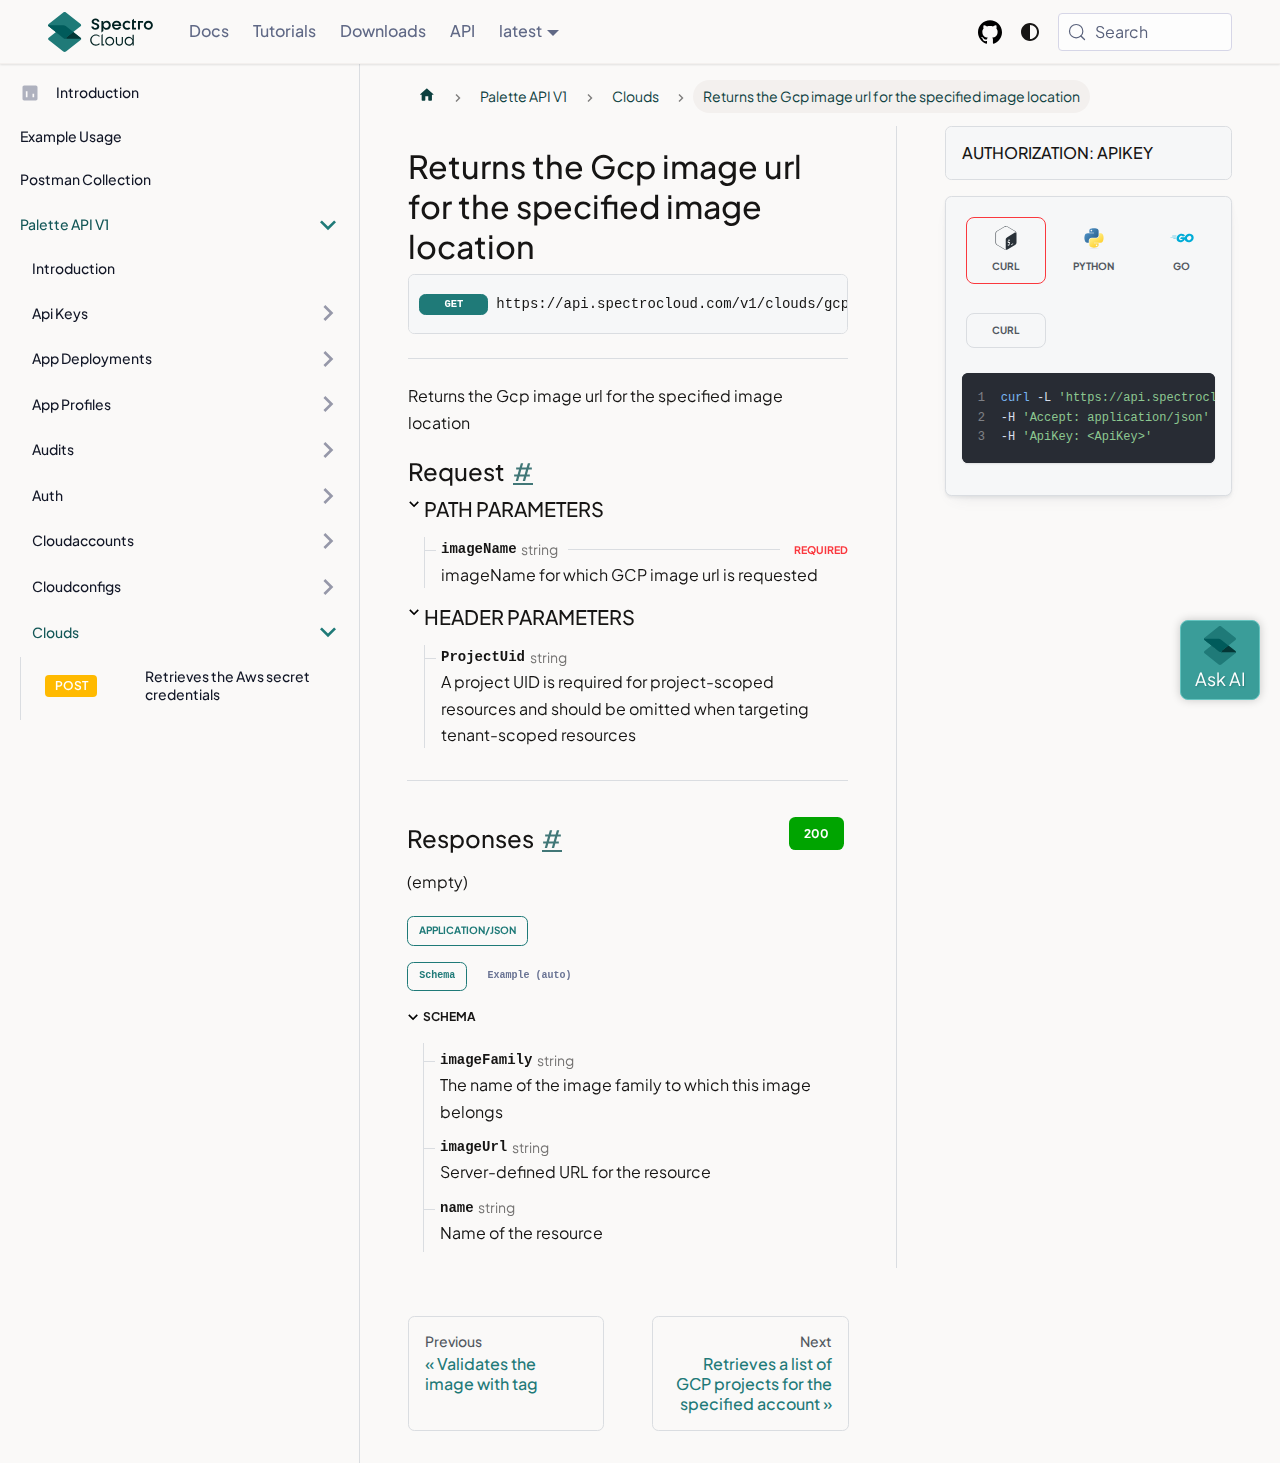 Spectro Cloud
Docs
Tutorials
Downloads
API
latest
Search
Introduction
Example Usage
Postman Collection
Palette API V1
Introduction
Api Keys
App Deployments
App Profiles
Audits
Auth
Cloudaccounts
Cloudconfigs
Clouds
POST
Retrieves the Aws secret
credentials
Palette API V1
Clouds
Returns the Gcp image url for the specified image location
Returns the Gcp image url
for the specified image
location
GET
https://api.spectrocloud.com/v1/clouds/gcp
Returns the Gcp image url for the specified image
location
Request #
PATH PARAMETERS
imageName string
REQUIRED
imageName for which GCP image url is requested
HEADER PARAMETERS
ProjectUid string
A project UID is required for project-scoped
resources and should be omitted when targeting
tenant-scoped resources
Responses #
200
(empty)
APPLICATION/JSON
Schema
Example (auto)
SCHEMA
imageFamily string
The name of the image family to which this image
belongs
imageUrl string
Server-defined URL for the resource
name string
Name of the resource
Previous
« Validates the
image with tag
Next
Retrieves a list of
GCP projects for the
specified account »
AUTHORIZATION: APIKEY
CURL
PYTHON
GO
CURL
1 curl -L 'https://api.spectrocl
2 -H 'Accept: application/json'
3 -H 'ApiKey: <ApiKey>'
Ask AI